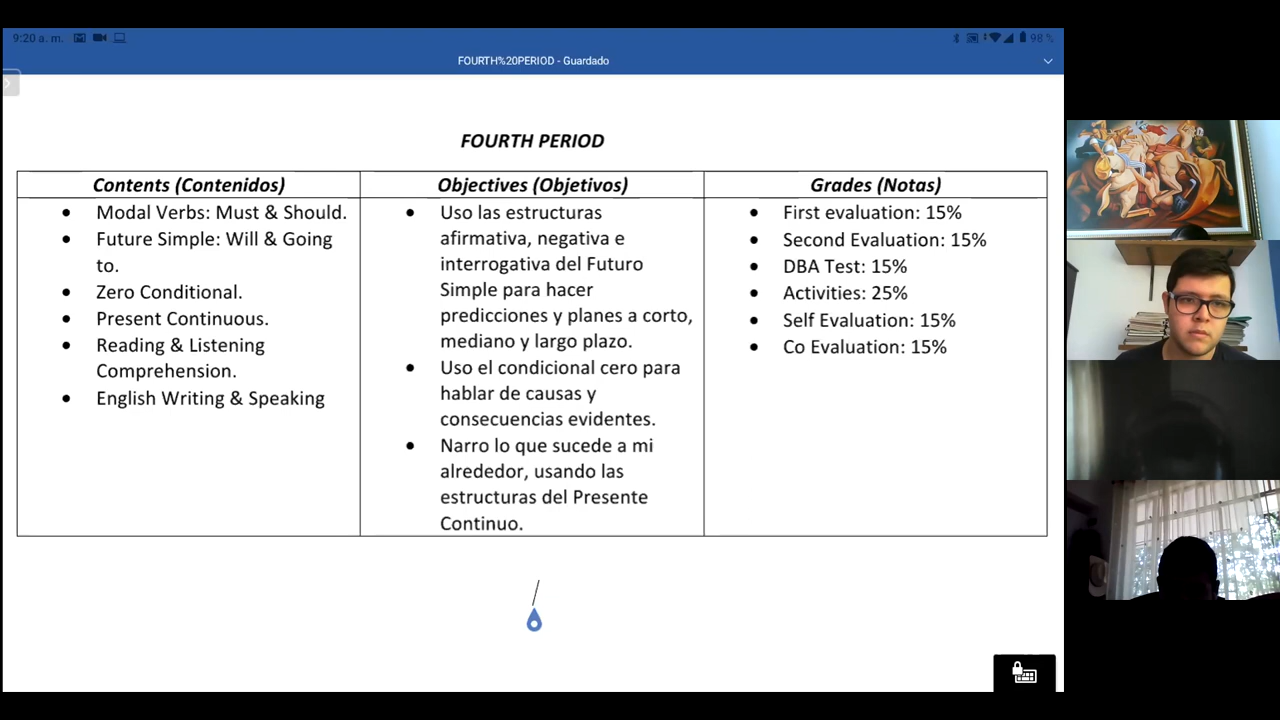 9:20 a. m.
98 %
FOURTH%20PERIOD - Guardado
FOURTH PERIOD
Contents (Contenidos)
Modal Verbs: Must & Should.
Future Simple: Will & Going
to.
Zero Conditional.
Present Continuous.
Reading & Listening
Comprehension.
English Writing & Speaking
Objectives (Objetivos)
Uso las estructuras
afirmativa, negativa e
interrogativa del Futuro
Simple para hacer
predicciones y planes a corto,
mediano y largo plazo.
Uso el condicional cero para
hablar de causas y
consecuencias evidentes.
Narro lo que sucede a mi
alrededor, usando las
estructuras del Presente
Continuo.
Grades (Notas)
First evaluation: 15%
Second Evaluation: 15%
DBA Test: 15%
Activities: 25%
Self Evaluation: 15%
Co Evaluation: 15%